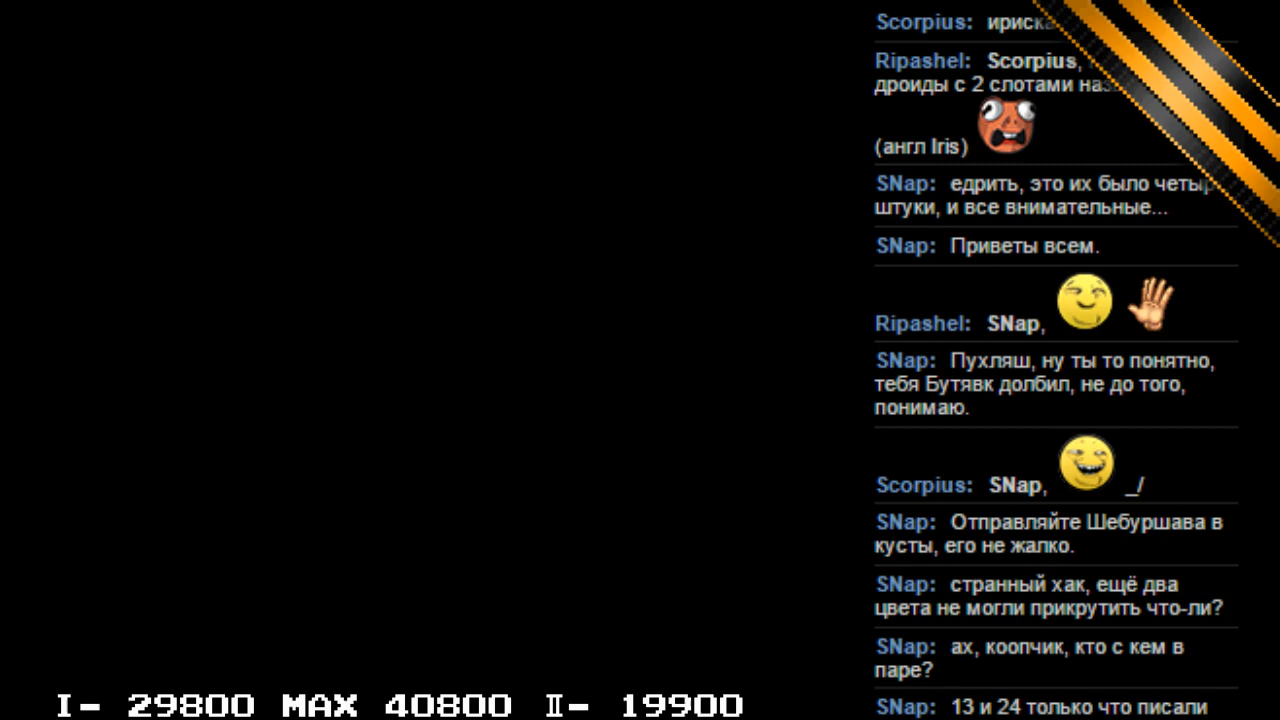 Scorpius: ириска
Ripashel: Scorpius,
дроиды с 2 слотами
(англ Iris)
SNap: едрить, это их было
штуки, и все внимательные...
SNap: Приветы всем.
Ripashel: SNap,
SNap: Пухляш, ну ты то понятно,
тебя Бутявк долбил, не до того,
понимаю.
Scorpius: SNap, _/
SNap: Отправляйте Шебуршава в
кусты, его не жалко.
SNap: странный хак, ещё два
цвета не могли прикрутить что-ли?
SNap: ах, коопчик, кто с кем в
паре?
SNap: 13 и 24 только что писали
I- 29800 MAX 40800 II- 19900